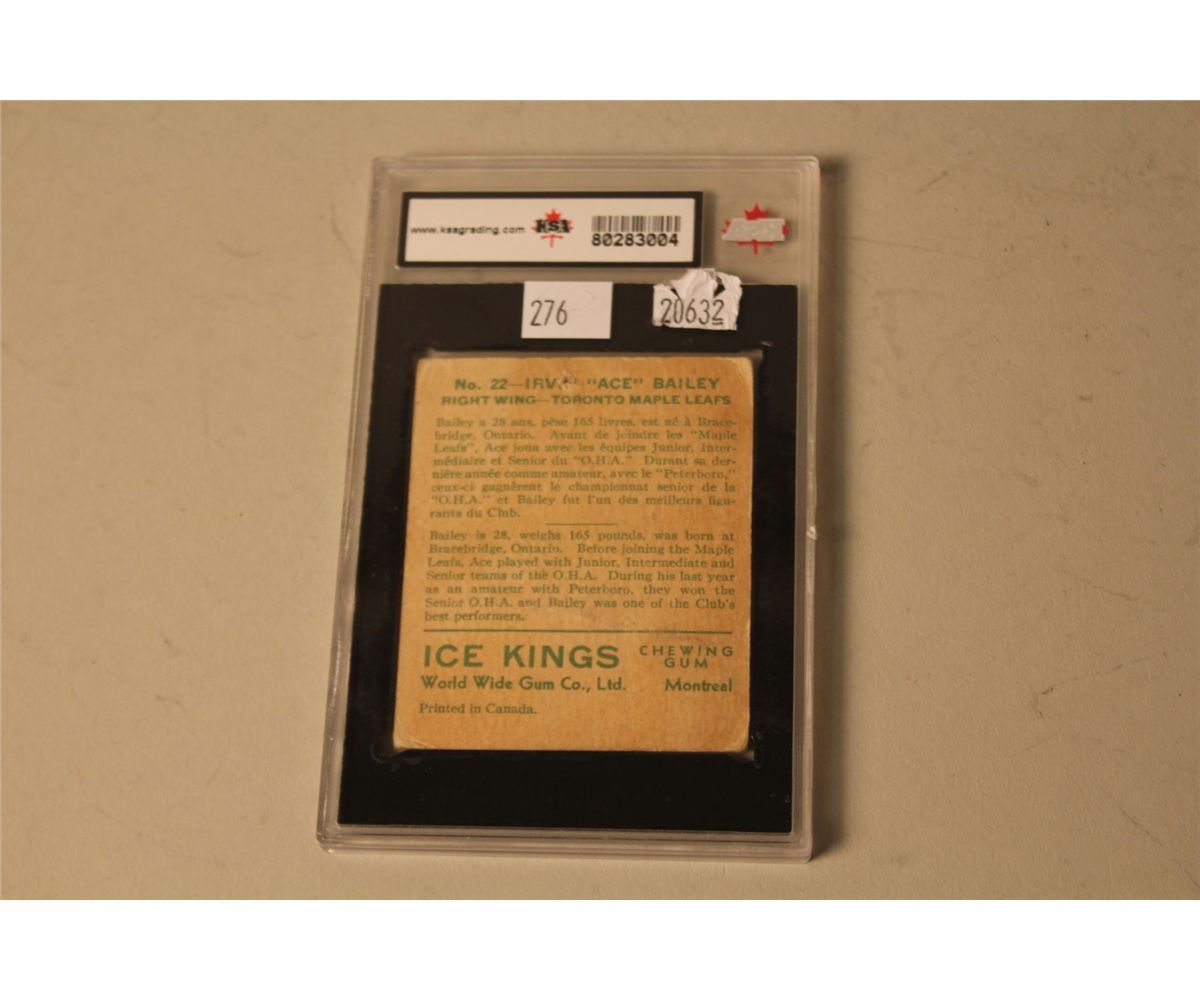 www.ksagrading.com KSA 80283004
276 20632
No. 22—IRV. "ACE" BAILEY
RIGHT WING—TORONTO MAPLE LEAFS
Bailey a 28 ans, pèse 165 livres, est né à Brace-
bridge, Ontario. Avant de joindre les "Maple
Leafs", Ace joua avec les équipes Junior, Inter-
médiaire et Senior du "O.H.A." Durant sa der-
nière année comme amateur, avec le "Peterboro,"
ceux-ci gagnèrent le championnat senior de la
"O.H.A." et Bailey fut l'un des meilleurs figu-
rants du Club.
Bailey is 28, weighs 165 pounds, was born at
Bracebridge, Ontario. Before joining the Maple
Leafs, Ace played with Junior, Intermediate and
Senior teams of the O.H.A. During his last year
as an amateur with Peterboro, they won the
Senior O.H.A. and Bailey was one of the Club's
best performers.
ICE KINGS CHEWING GUM
World Wide Gum Co., Ltd. Montreal
Printed in Canada.